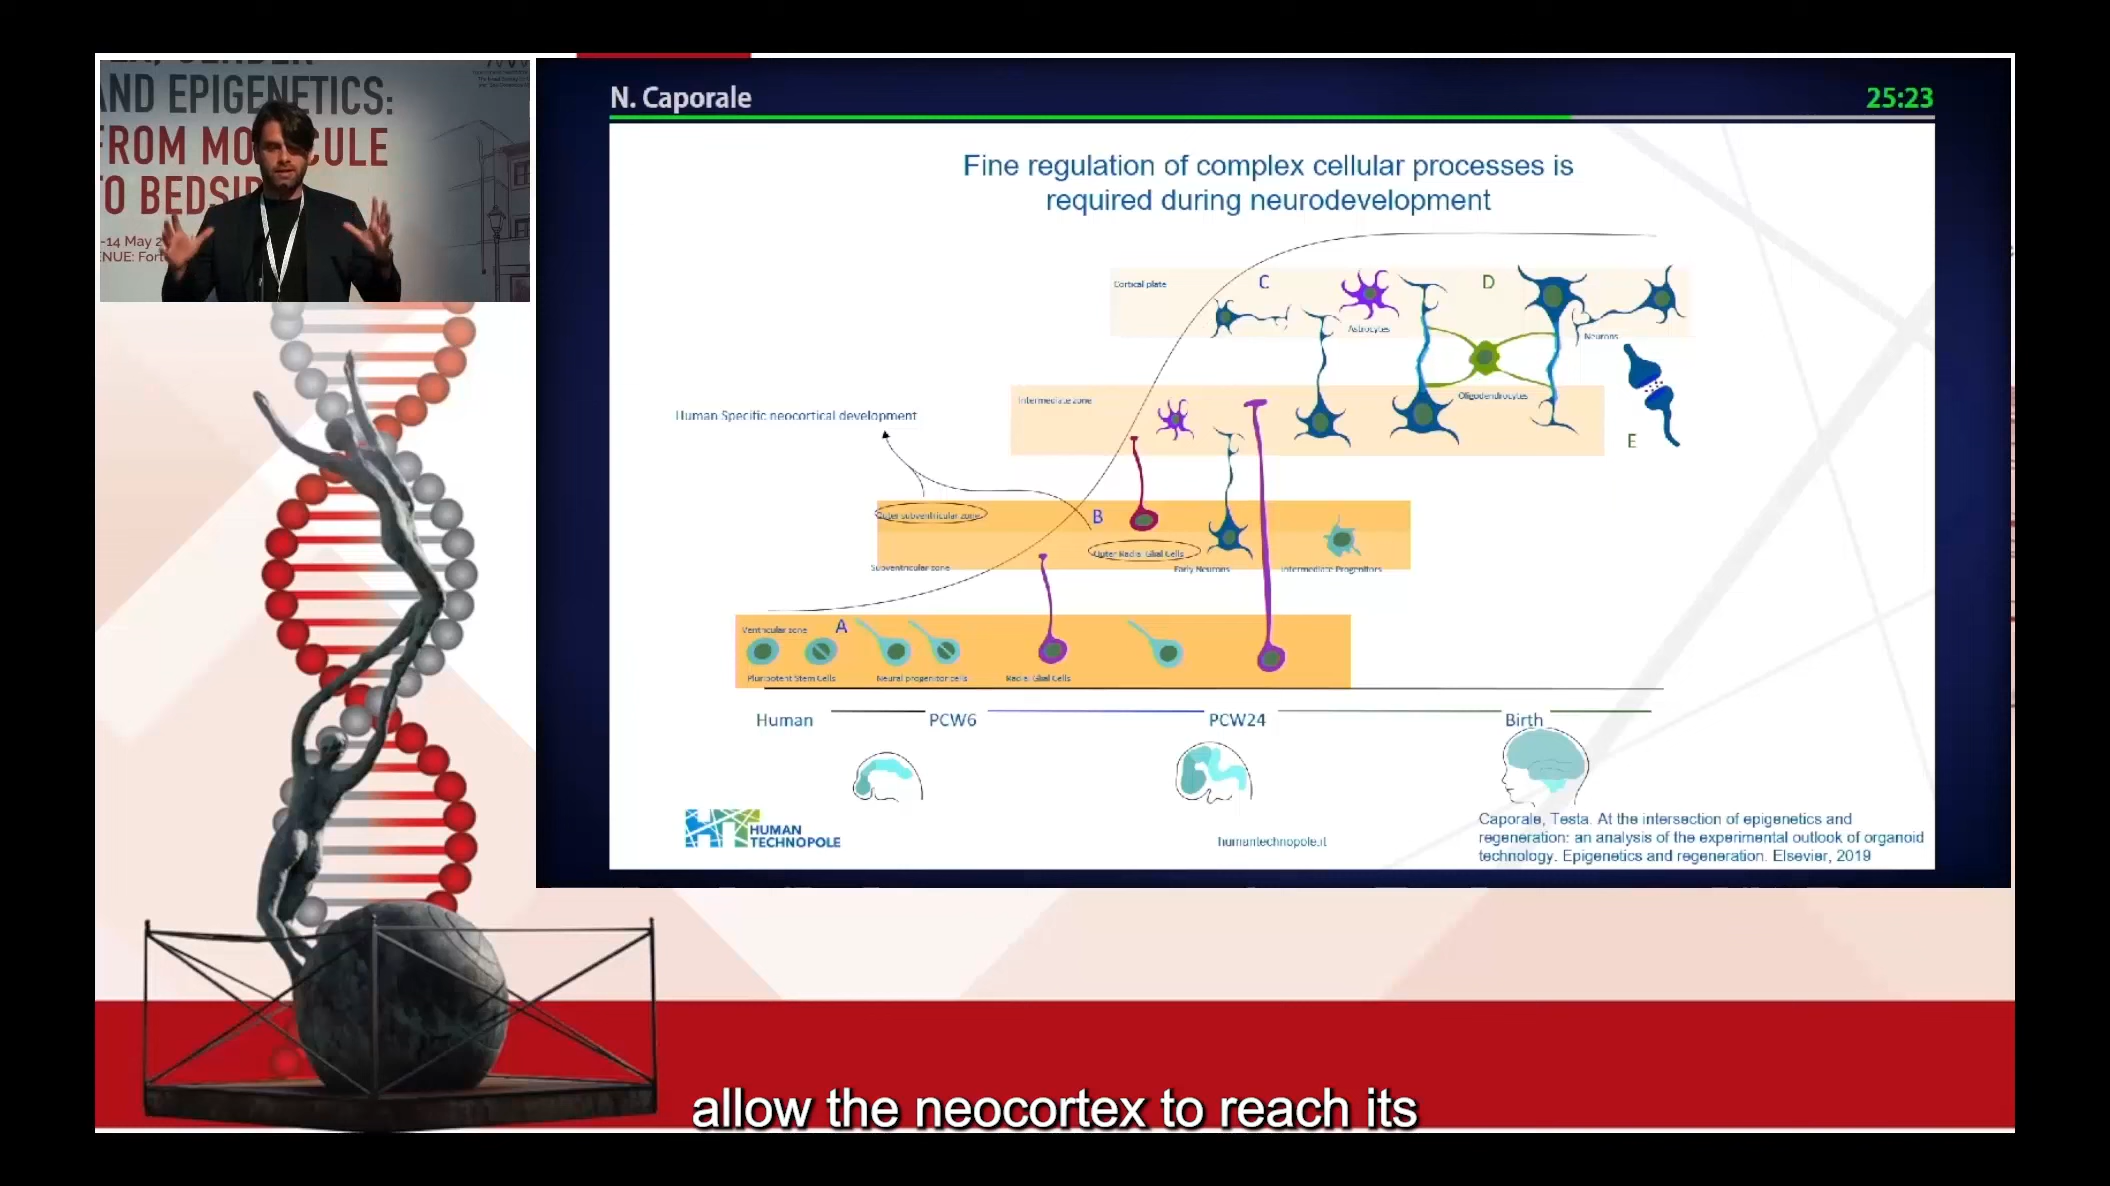 AND EPIGENETICS:
FROM MOLECULE
TO BEDSI
-14 May 2
NUE: Fort
N. Caporale
25:23
Fine regulation of complex cellular processes is
required during neurodevelopment
Cortical plate
C
D
Astrocytes
Neurons
Intermediate zone
Oligodendrocytes
E
Human Specific neocortical development
Outer subventricular zone
B
Outer Radial Glial Cells
Subventricular zone
Early Neurons
Intermediate Progenitors
Ventricular zone
A
Pluripotent Stem Cells
Neural progenitor cells
Radial Glial Cells
Human
PCW6
PCW24
Birth
HT HUMAN
TECHNOPOLE
humantechnopole.it
Caporale, Testa. At the intersection of epigenetics and
regeneration: an analysis of the experimental outlook of organoid
technology. Epigenetics and regeneration. Elsevier, 2019
allow the neocortex to reach its